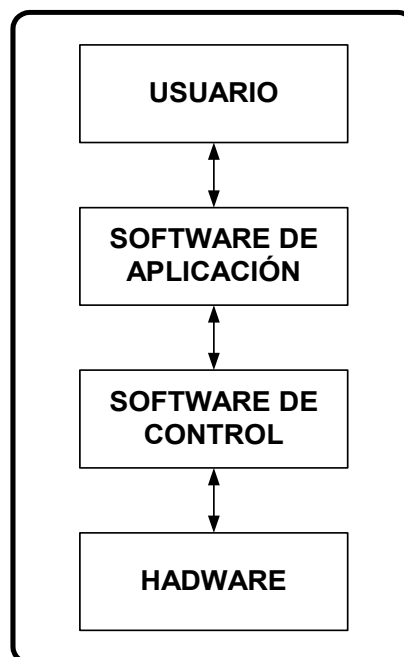 USUARIO
SOFTWARE DE
APLICACIÓN
SOFTWARE DE
CONTROL
HADWARE